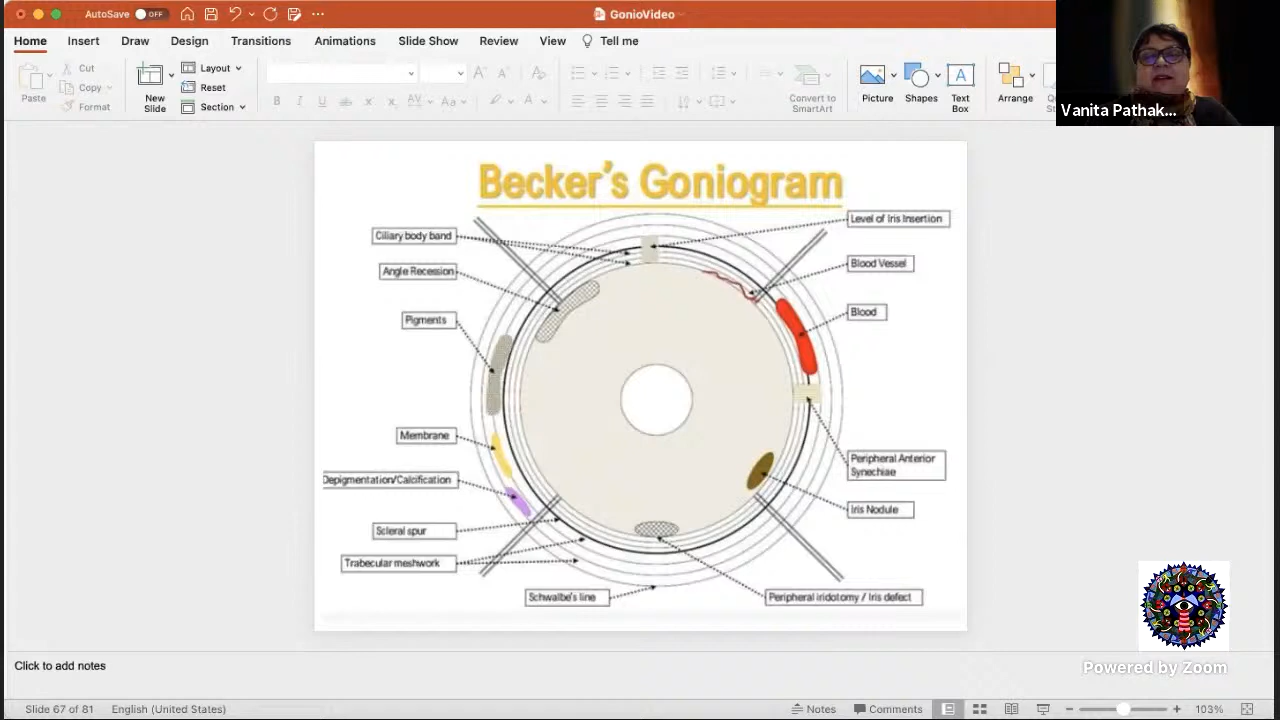 AutoSave OFF
GonioVideo
Home Insert Draw Design Transitions Animations Slide Show Review View Tell me
Paste
Cut
Copy
Format
New
Slide
Layout
Reset
Section
Convert to
SmartArt
Picture
Shapes
Text
Box
Arrange
Vanita Pathak...
Becker's Goniogram
Ciliary body band
Angle Recession
Pigments
Membrane
Depigmentation/Calcification
Scleral spur
Trabecular meshwork
Schwalbe's line
Level of Iris Insertion
Blood Vessel
Blood
Peripheral Anterior
Synechiae
Iris Nodule
Peripheral iridotomy / Iris defect
Powered by Zoom
Click to add notes
Slide 67 of 81 English (United States) Notes Comments 103%